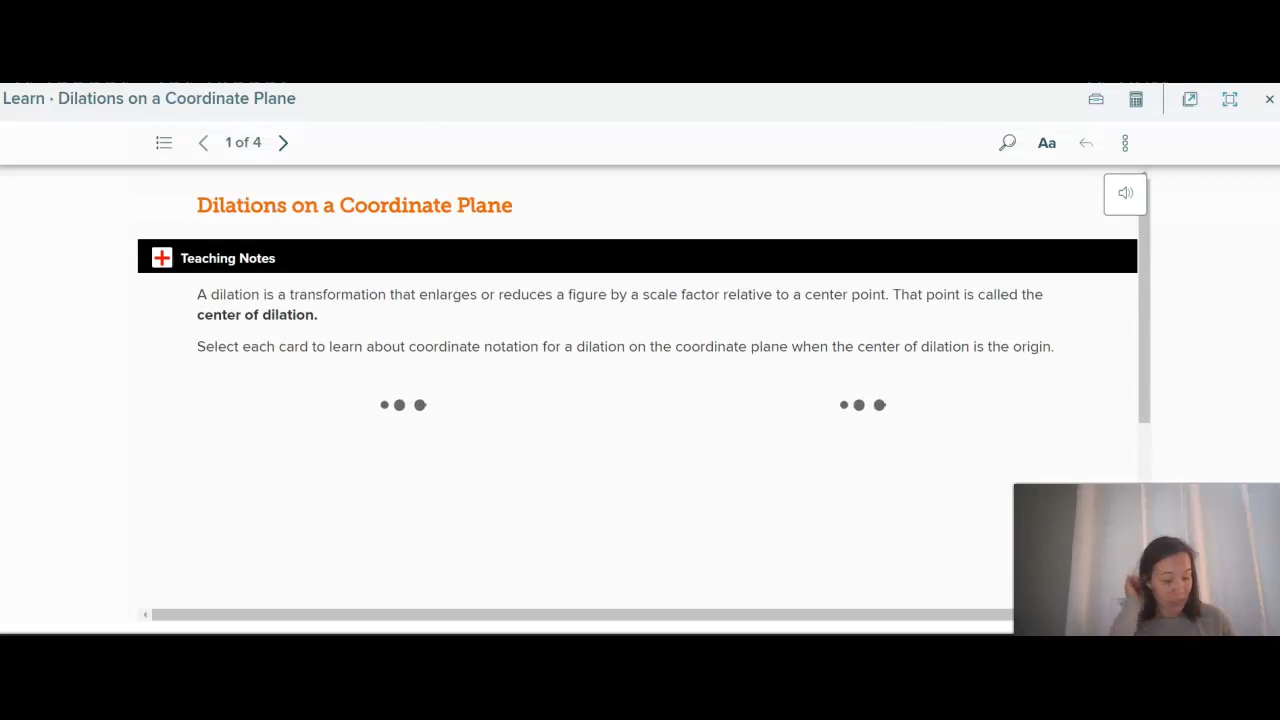 Learn · Dilations on a Coordinate Plane
1 of 4
Aa
Dilations on a Coordinate Plane
Teaching Notes
A dilation is a transformation that enlarges or reduces a figure by a scale factor relative to a center point. That point is called the
center of dilation.
Select each card to learn about coordinate notation for a dilation on the coordinate plane when the center of dilation is the origin.